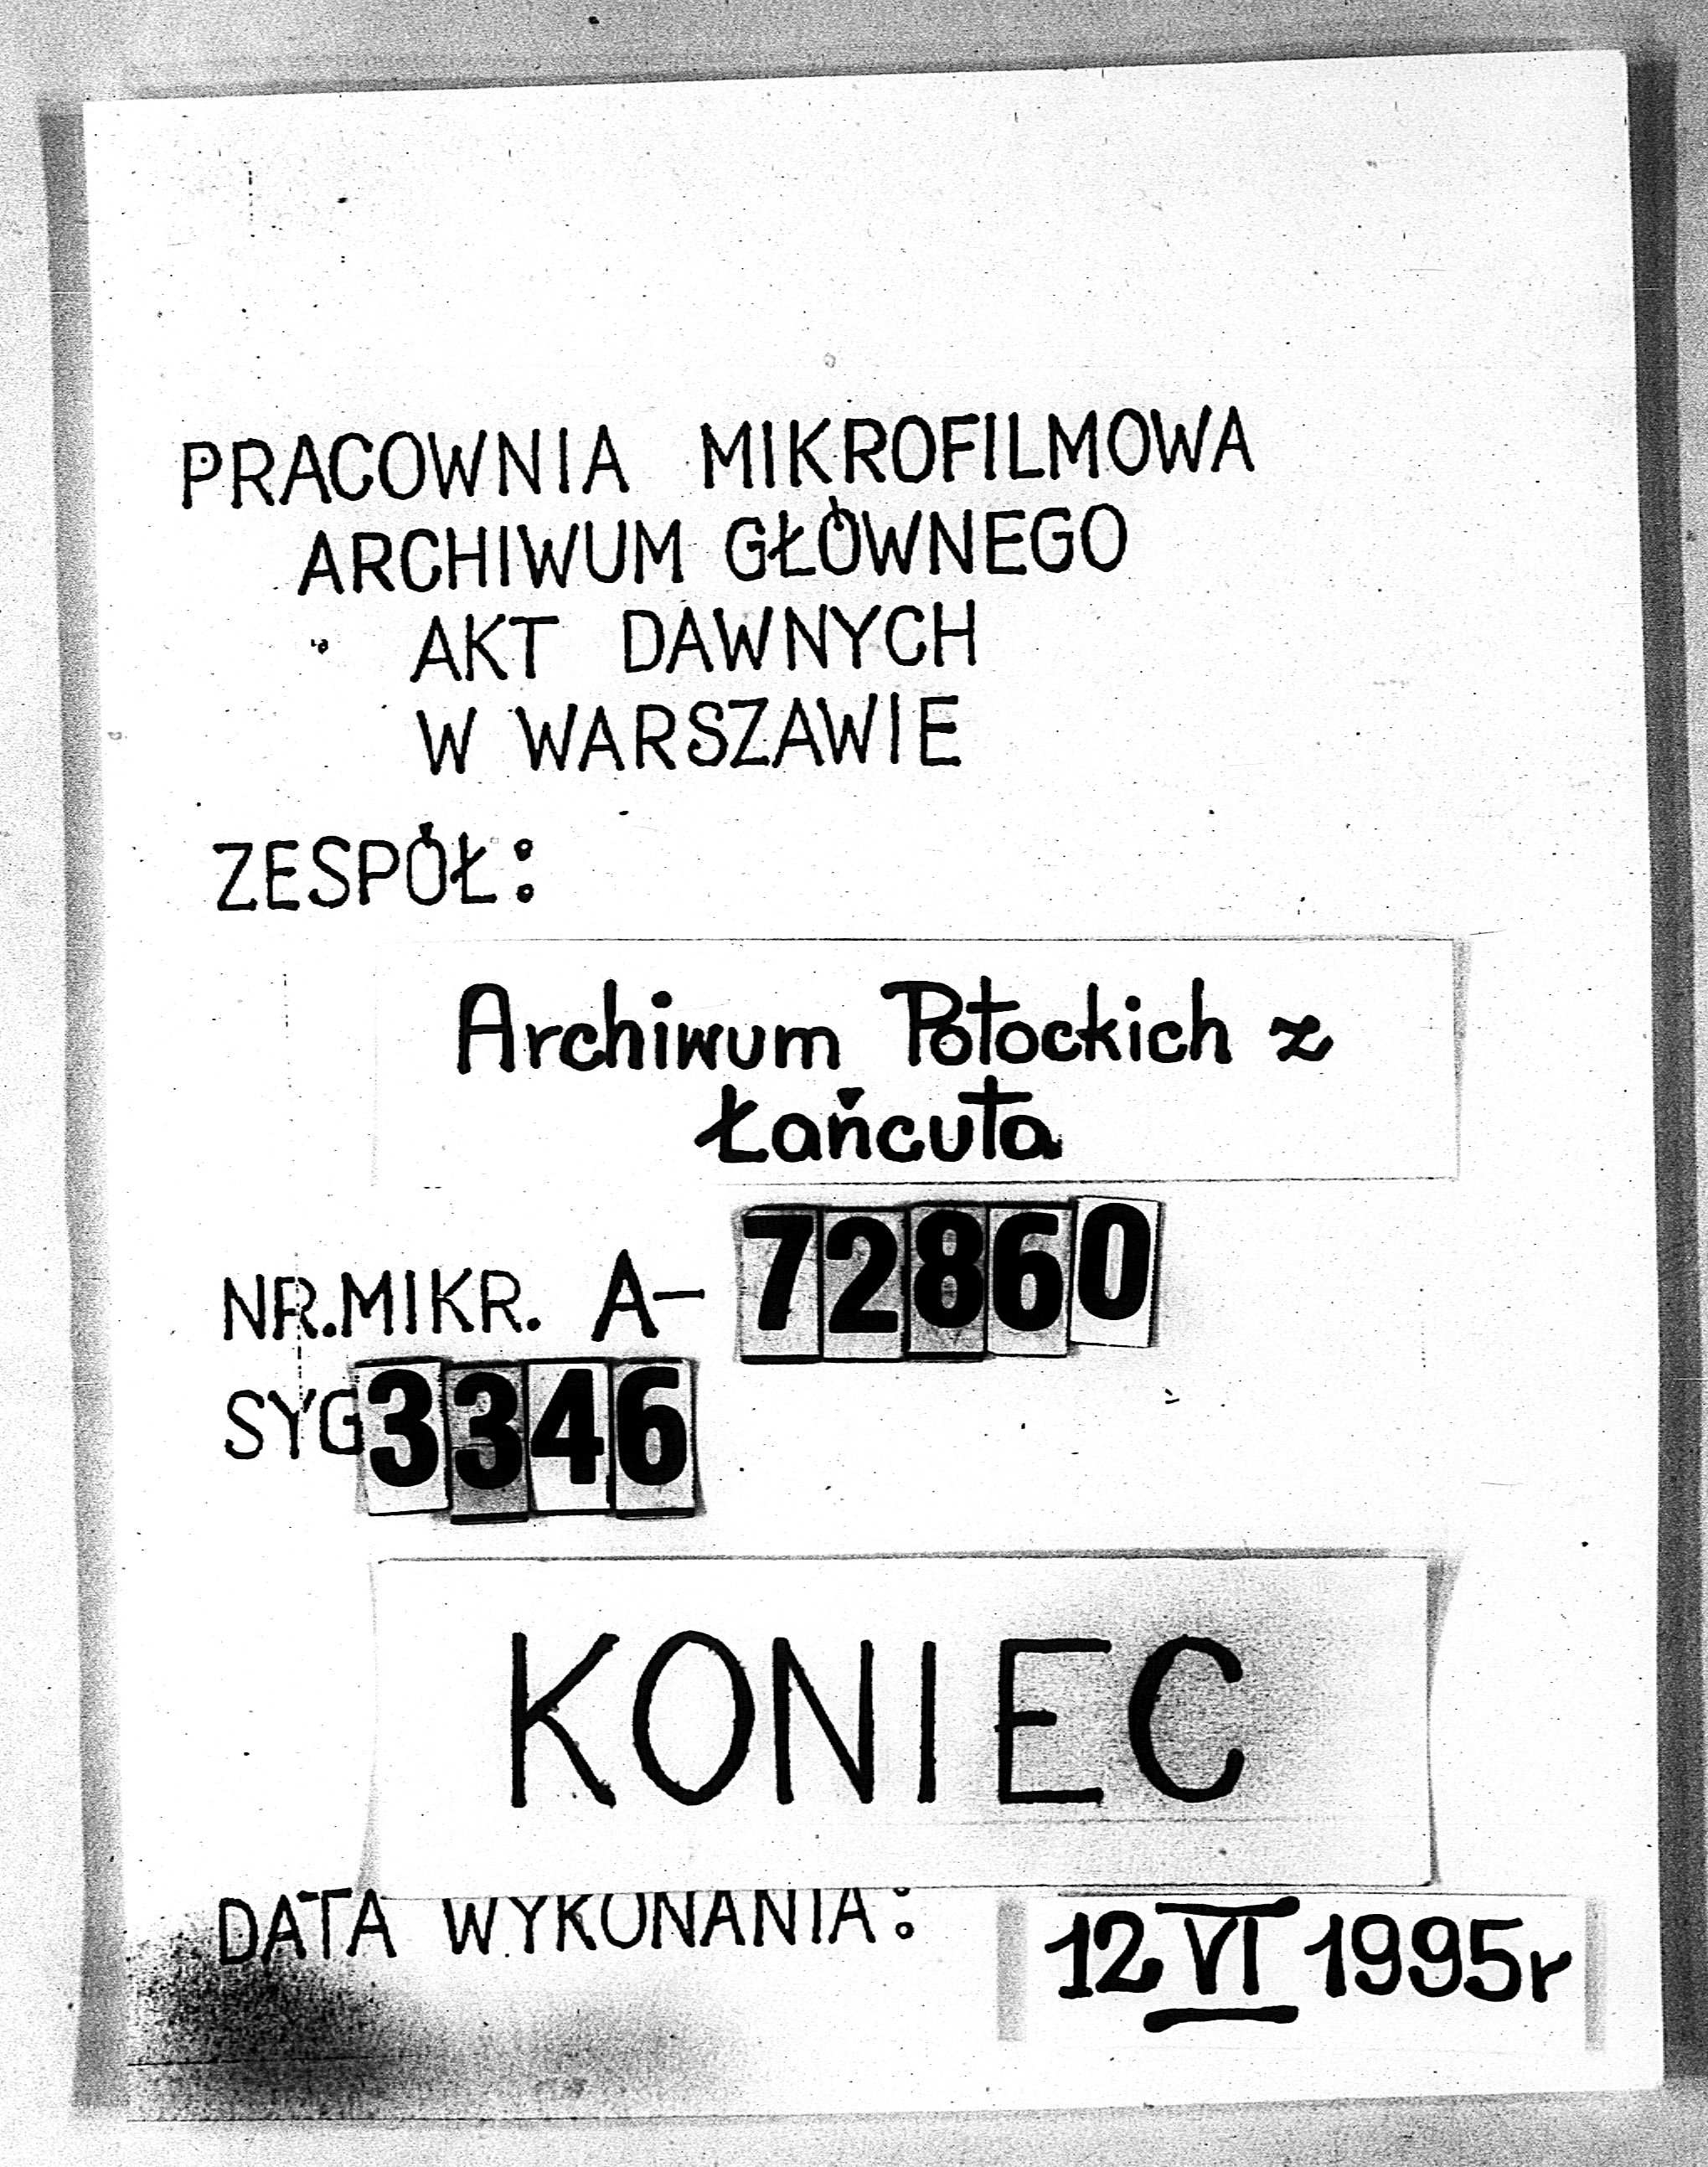 PRACOWNIA MIKROFILMOWA
ARCHIWUM GŁÓWNEGO
AKT DAWNYCH
W WARSZAWIE
ZESPÓŁ:
Archiwum Potockich z
Łańcuta
NR.MIKR. A- 72860
SYG 3346
KONIEC
DATA WYKONANIA: 12 VI 1995r